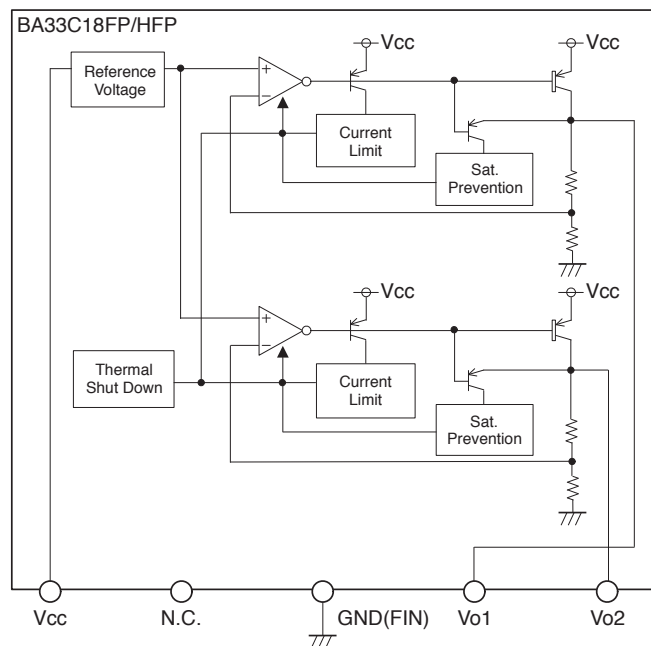 BA33C18FP/HFP
Vcc
Vcc
Reference
Voltage
+
−
Current
Limit
Sat.
Prevention
Vcc
Vcc
+
−
Thermal
Shut Down
Current
Limit
Sat.
Prevention
Vcc
N.C.
GND(FIN)
Vo1
Vo2